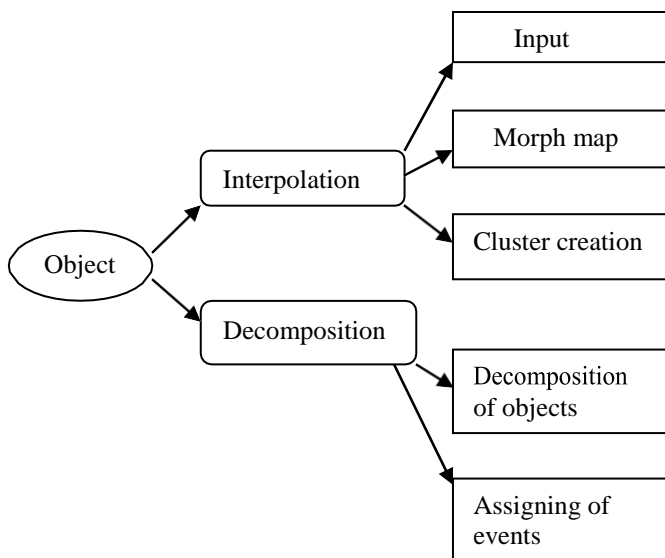 Input
Morph map
Interpolation
Cluster creation
Object
Decomposition
Decomposition
of objects
Assigning of
events